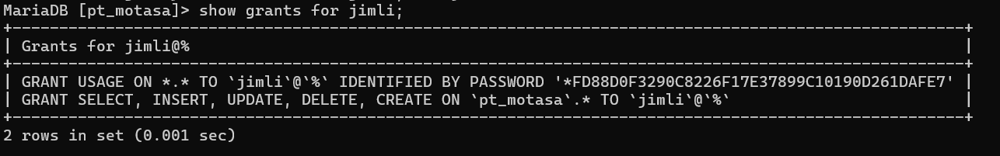 MariaDB [pt_motasa]> show grants for jimli;
+-----------------------------------------------------------------------------------------------------+
| Grants for jimli@%                                                                                  |
+-----------------------------------------------------------------------------------------------------+
| GRANT USAGE ON *.* TO `jimli`@`%` IDENTIFIED BY PASSWORD '*FD88D0F3290C8226F17E37899C10190D261DAFE7' |
| GRANT SELECT, INSERT, UPDATE, DELETE, CREATE ON `pt_motasa`.* TO `jimli`@`%`                         |
+-----------------------------------------------------------------------------------------------------+
2 rows in set (0.001 sec)